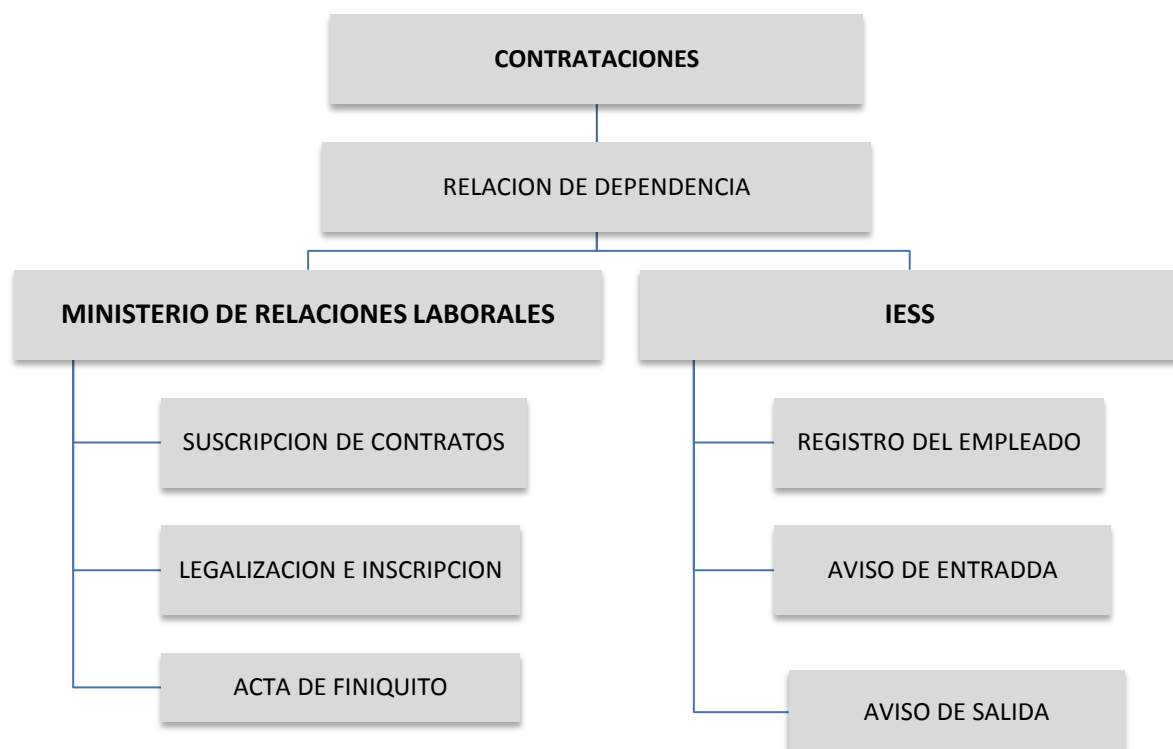 CONTRATACIONES
RELACION DE DEPENDENCIA
MINISTERIO DE RELACIONES LABORALES
SUSCRIPCION DE CONTRATOS
LEGALIZACION E INSCRIPCION
ACTA DE FINIQUITO
IESS
REGISTRO DEL EMPLEADO
AVISO DE ENTRADDA
AVISO DE SALIDA